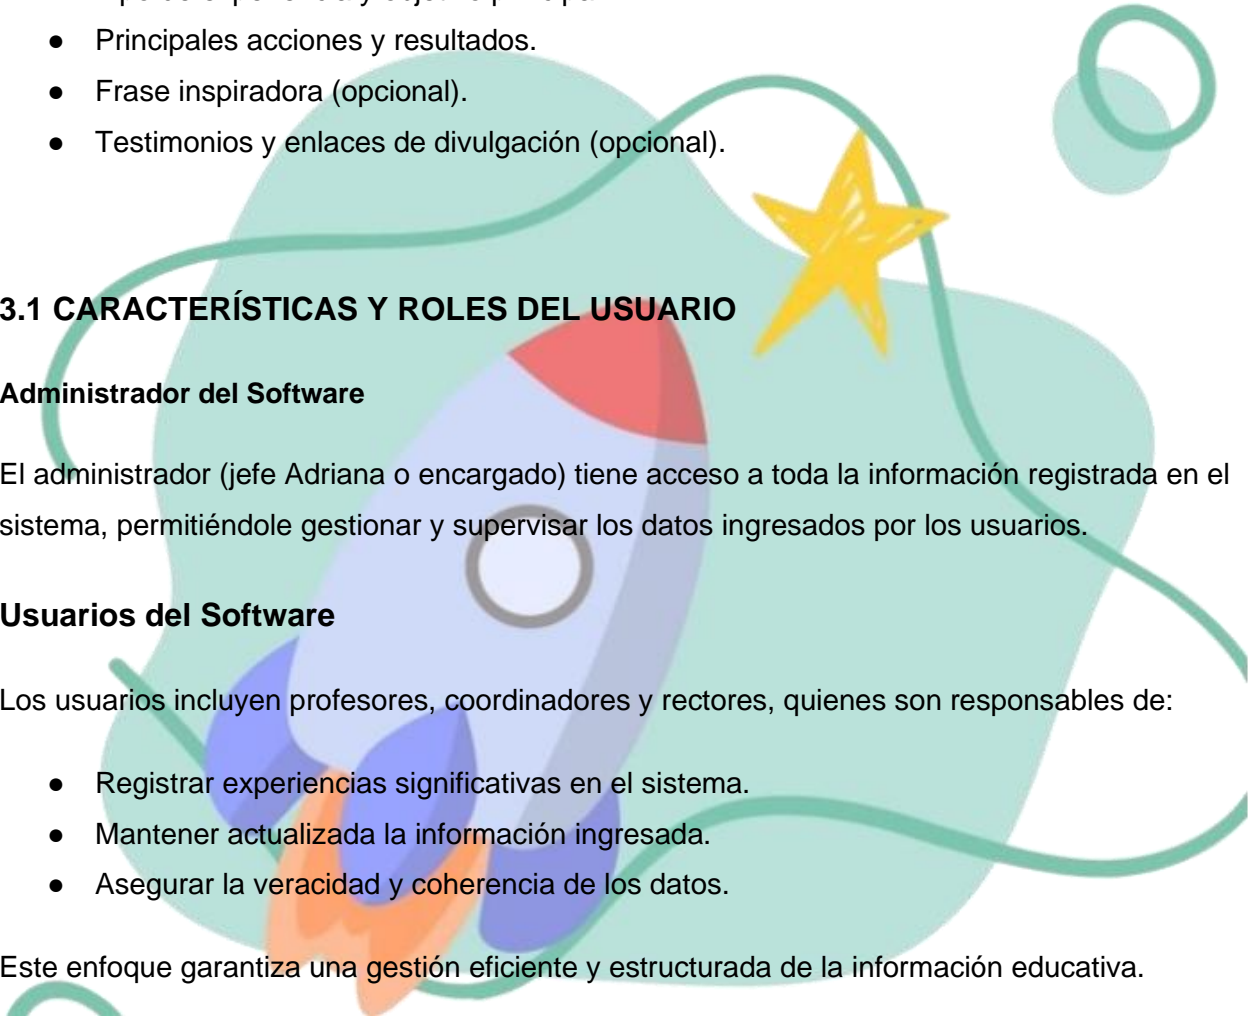 ● Principales acciones y resultados.
● Frase inspiradora (opcional).
● Testimonios y enlaces de divulgación (opcional).
3.1 CARACTERÍSTICAS Y ROLES DEL USUARIO
Administrador del Software
El administrador (jefe Adriana o encargado) tiene acceso a toda la información registrada en el
sistema, permitiéndole gestionar y supervisar los datos ingresados por los usuarios.
Usuarios del Software
Los usuarios incluyen profesores, coordinadores y rectores, quienes son responsables de:
● Registrar experiencias significativas en el sistema.
● Mantener actualizada la información ingresada.
● Asegurar la veracidad y coherencia de los datos.
Este enfoque garantiza una gestión eficiente y estructurada de la información educativa.